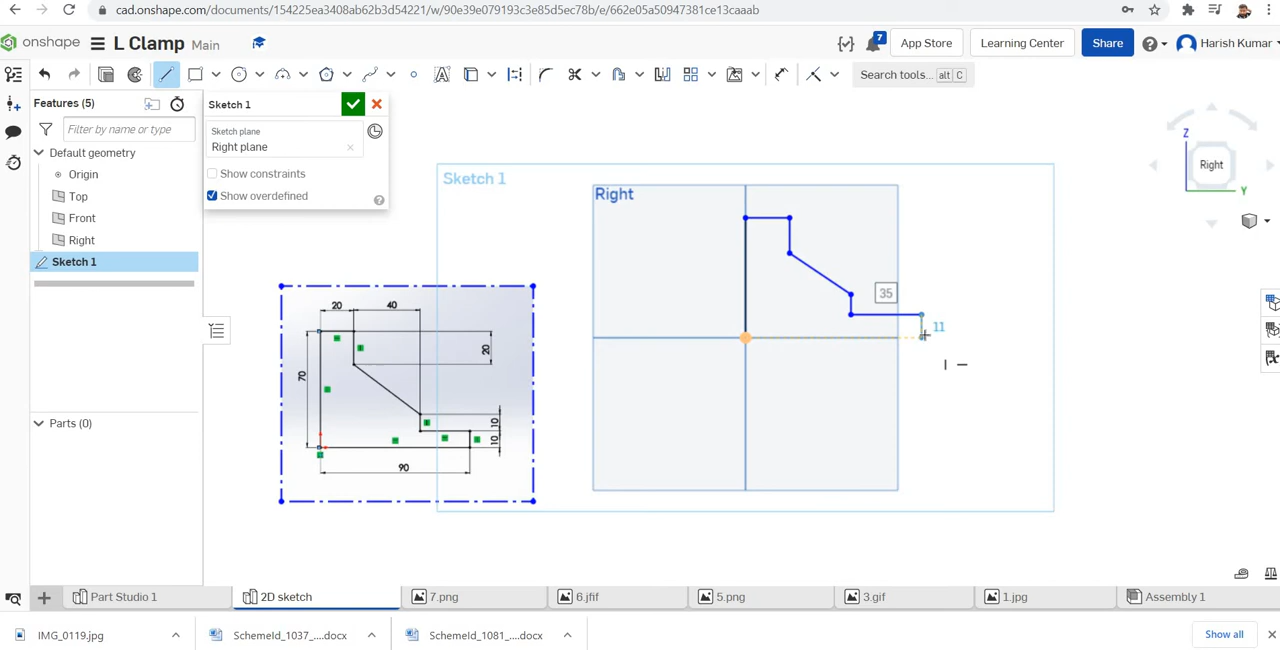 cad.onshape.com/documents/154225ea3408ab62b3d54221/w/90e39e079193c3e85d5ec78b/e/662e05a50947381ce13caaab
onshape L Clamp Main 7 App Store Learning Center Share Harish Kumar
Search tools... alt C
Features (5)
Filter by name or type
Default geometry
Origin
Top
Front
Right
Sketch 1
Parts (0)
Sketch 1
Sketch plane
Right plane
Show constraints
Show overdefined
Sketch 1
Right
35
11
Z
Right
Y
20
40
20
70
10
10
90
Part Studio 1 2D sketch 7.png 6.jfif 5.png 3.gif 1.jpg Assembly 1
IMG_0119.jpg SchemeId_1037_....docx SchemeId_1081_....docx Show all